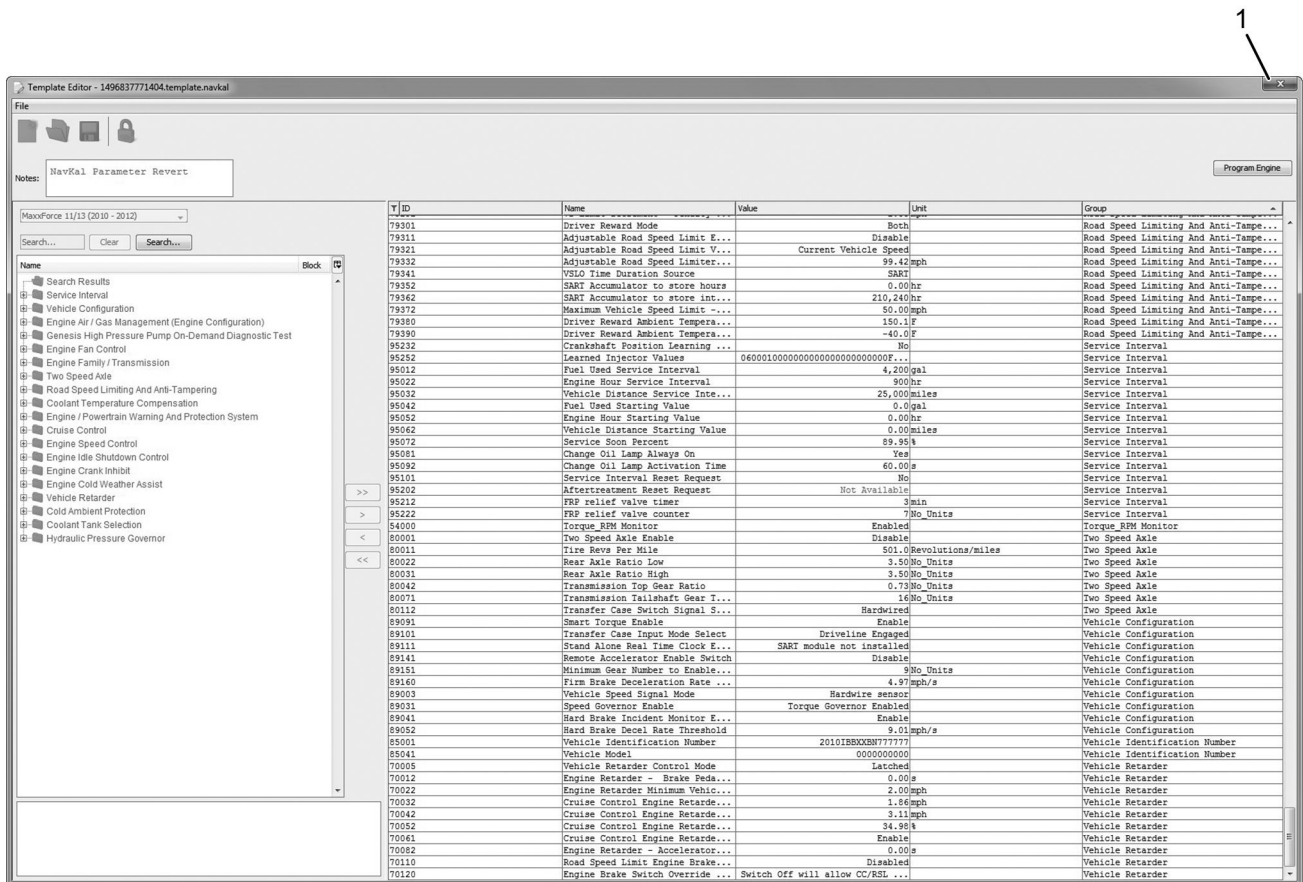 1
Template Editor - 1496837771404.template.navkal
File
Notes:
NavKal Parameter Revert
Program Engine
MaxxForce 11/13 (2010 - 2012)
Search... Clear Search...
Name Block
Search Results
Service Interval
Vehicle Configuration
Engine Air / Gas Management (Engine Configuration)
Genesis High Pressure Pump On-Demand Diagnostic Test
Engine Fan Control
Engine Family / Transmission
Two Speed Axle
Road Speed Limiting And Anti-Tampering
Coolant Temperature Compensation
Engine / Powertrain Warning And Protection System
Cruise Control
Engine Speed Control
Engine Idle Shutdown Control
Engine Crank Inhibit
Engine Cold Weather Assist
Vehicle Retarder
Cold Ambient Protection
Coolant Tank Selection
Hydraulic Pressure Governor
>>
>
<
<<
ID Name Value Unit Group
79301 Driver Reward Mode Both Road Speed Limiting And Anti-Tampe...
79311 Adjustable Road Speed Limit E... Disable Road Speed Limiting And Anti-Tampe...
79321 Adjustable Road Speed Limit V... Current Vehicle Speed Road Speed Limiting And Anti-Tampe...
79332 Adjustable Road Speed Limiter... 99.42 mph Road Speed Limiting And Anti-Tampe...
79341 VSLO Time Duration Source SART Road Speed Limiting And Anti-Tampe...
79352 SART Accumulator to store hours 0.00 hr Road Speed Limiting And Anti-Tampe...
79362 SART Accumulator to store int... 210,240 hr Road Speed Limiting And Anti-Tampe...
79372 Maximum Vehicle Speed Limit -... 50.00 mph Road Speed Limiting And Anti-Tampe...
79380 Driver Reward Ambient Tempera... 150.1 F Road Speed Limiting And Anti-Tampe...
79390 Driver Reward Ambient Tempera... -40.0 F Road Speed Limiting And Anti-Tampe...
95232 Crankshaft Position Learning ... No Service Interval
95252 Learned Injector Values Service Interval
95012 Fuel Used Service Interval 4,200 gal Service Interval
95022 Engine Hour Service Interval 900 hr Service Interval
95032 Vehicle Distance Service Inte... 25,000 miles Service Interval
95042 Fuel Used Starting Value 0.0 gal Service Interval
95052 Engine Hour Starting Value 0.00 hr Service Interval
95062 Vehicle Distance Starting Value 0.00 miles Service Interval
95072 Service Soon Percent 89.95 % Service Interval
95081 Change Oil Lamp Always On Yes Service Interval
95092 Change Oil Lamp Activation Time 60.00 s Service Interval
95101 Service Interval Reset Request No Service Interval
95202 Aftertreatment Reset Request Not Available Service Interval
95212 FRP relief valve timer 3 min Service Interval
95222 FRP relief valve counter 7 No_Units Service Interval
54000 Torque_RPM Monitor Enabled Torque_RPM Monitor
80001 Two Speed Axle Enable Disable Two Speed Axle
80011 Tire Revs Per Mile 501.0 Revolutions/miles Two Speed Axle
80022 Rear Axle Ratio Low 3.50 No_Units Two Speed Axle
80031 Rear Axle Ratio High 3.50 No_Units Two Speed Axle
80042 Transmission Top Gear Ratio 0.73 No_Units Two Speed Axle
80071 Transmission Tailshaft Gear T... 16 No_Units Two Speed Axle
80112 Transfer Case Switch Signal S... Hardwired Two Speed Axle
89091 Smart Torque Enable Enable Vehicle Configuration
89101 Transfer Case Input Mode Select Driveline Engaged Vehicle Configuration
89111 Stand Alone Real Time Clock E... SART module not installed Vehicle Configuration
89141 Remote Accelerator Enable Switch Disable Vehicle Configuration
89151 Minimum Gear Number to Enable... 9 No_Units Vehicle Configuration
89160 Firm Brake Deceleration Rate ... 4.97 mph/s Vehicle Configuration
89003 Vehicle Speed Signal Mode Hardwire sensor Vehicle Configuration
89031 Speed Governor Enable Torque Governor Enabled Vehicle Configuration
89041 Hard Brake Incident Monitor E... Enable Vehicle Configuration
89052 Hard Brake Decel Rate Threshold 9.01 mph/s Vehicle Configuration
85001 Vehicle Identification Number 2010IBBXXBN777777 Vehicle Identification Number
85041 Vehicle Model 0000000000 Vehicle Identification Number
70005 Vehicle Retarder Control Mode Latched Vehicle Retarder
70012 Engine Retarder - Brake Peda... 0.00 s Vehicle Retarder
70022 Engine Retarder Minimum Vehic... 2.00 mph Vehicle Retarder
70032 Cruise Control Engine Retarde... 1.86 mph Vehicle Retarder
70042 Cruise Control Engine Retarde... 3.11 mph Vehicle Retarder
70052 Cruise Control Engine Retarde... 34.98 % Vehicle Retarder
70061 Cruise Control Engine Retarde... Enable Vehicle Retarder
70082 Engine Retarder - Accelerator... 0.00 s Vehicle Retarder
70110 Road Speed Limit Engine Brake... Disabled Vehicle Retarder
70120 Engine Brake Switch Override ... Switch Off will allow CC/RSL ... Vehicle Retarder